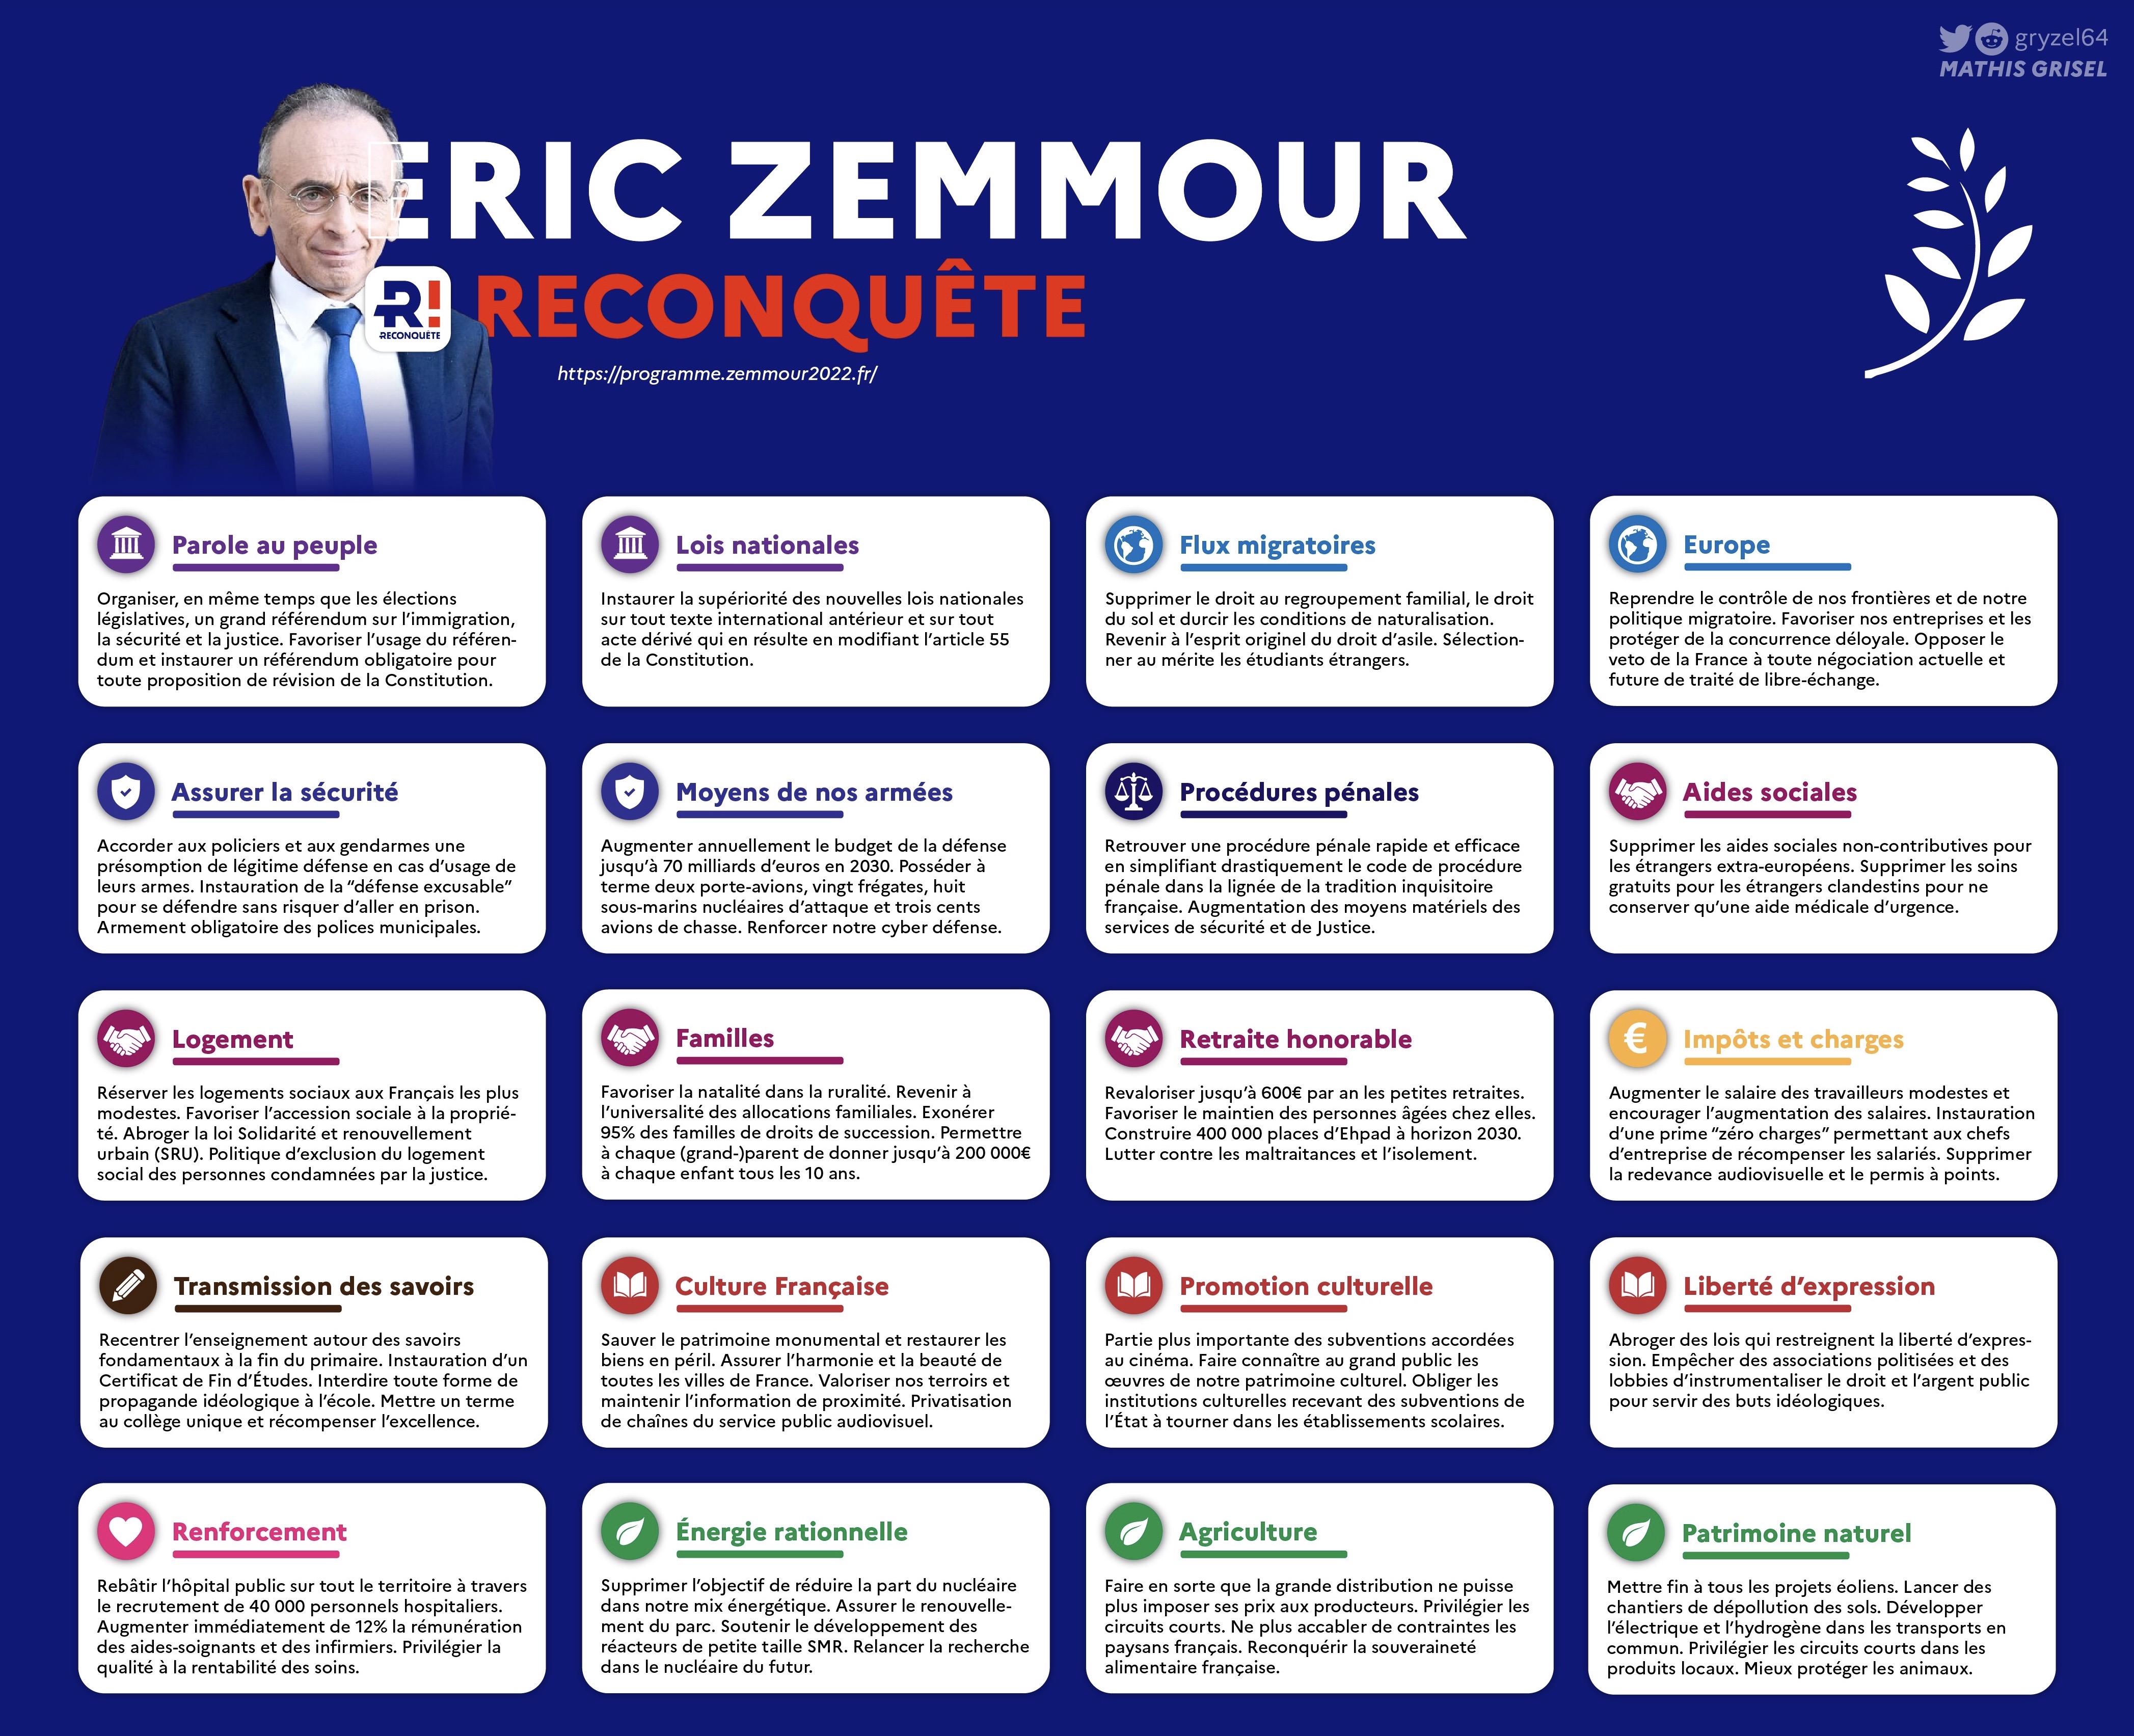 gryzel64
MATHIS GRISEL
ERIC ZEMMOUR
R!
RECONQUÊTE
RECONQUÊTE
https://programme.zemmour2022.fr/
Parole au peuple
Organiser, en même temps que les élections
législatives, un grand référendum sur l’immigration,
la sécurité et la justice. Favoriser l’usage du référen-
dum et instaurer un référendum obligatoire pour
toute proposition de révision de la Constitution.
Lois nationales
Instaurer la supériorité des nouvelles lois nationales
sur tout texte international antérieur et sur tout
acte dérivé qui en résulte en modifiant l’article 55
de la Constitution.
Flux migratoires
Supprimer le droit au regroupement familial, le droit
du sol et durcir les conditions de naturalisation.
Revenir à l’esprit originel du droit d’asile. Sélection-
ner au mérite les étudiants étrangers.
Europe
Reprendre le contrôle de nos frontières et de notre
politique migratoire. Favoriser nos entreprises et les
protéger de la concurrence déloyale. Opposer le
veto de la France à toute négociation actuelle et
future de traité de libre-échange.
Assurer la sécurité
Accorder aux policiers et aux gendarmes une
présomption de légitime défense en cas d’usage de
leurs armes. Instauration de la “défense excusable”
pour se défendre sans risquer d’aller en prison.
Armement obligatoire des polices municipales.
Moyens de nos armées
Augmenter annuellement le budget de la défense
jusqu’à 70 milliards d’euros en 2030. Posséder à
terme deux porte-avions, vingt frégates, huit
sous-marins nucléaires d’attaque et trois cents
avions de chasse. Renforcer notre cyber défense.
Procédures pénales
Retrouver une procédure pénale rapide et efficace
en simplifiant drastiquement le code de procédure
pénale dans la lignée de la tradition inquisitoire
française. Augmentation des moyens matériels des
services de sécurité et de Justice.
Aides sociales
Supprimer les aides sociales non-contributives pour
les étrangers extra-européens. Supprimer les soins
gratuits pour les étrangers clandestins pour ne
conserver qu’une aide médicale d’urgence.
Logement
Réserver les logements sociaux aux Français les plus
modestes. Favoriser l’accession sociale à la proprié-
té. Abroger la loi Solidarité et renouvellement
urbain (SRU). Politique d’exclusion du logement
social des personnes condamnées par la justice.
Familles
Favoriser la natalité dans la ruralité. Revenir à
l’universalité des allocations familiales. Exonérer
95% des familles de droits de succession. Permettre
à chaque (grand-)parent de donner jusqu’à 200 000€
à chaque enfant tous les 10 ans.
Retraite honorable
Revaloriser jusqu’à 600€ par an les petites retraites.
Favoriser le maintien des personnes âgées chez elles.
Construire 400 000 places d’Ehpad à horizon 2030.
Lutter contre les maltraitances et l’isolement.
€
Impôts et charges
Augmenter le salaire des travailleurs modestes et
encourager l’augmentation des salaires. Instauration
d’une prime “zéro charges” permettant aux chefs
d’entreprise de récompenser les salariés. Supprimer
la redevance audiovisuelle et le permis à points.
Transmission des savoirs
Recentrer l’enseignement autour des savoirs
fondamentaux à la fin du primaire. Instauration d’un
Certificat de Fin d’Études. Interdire toute forme de
propagande idéologique à l’école. Mettre un terme
au collège unique et récompenser l’excellence.
Culture Française
Sauver le patrimoine monumental et restaurer les
biens en péril. Assurer l’harmonie et la beauté de
toutes les villes de France. Valoriser nos terroirs et
maintenir l’information de proximité. Privatisation
de chaînes du service public audiovisuel.
Promotion culturelle
Partie plus importante des subventions accordées
au cinéma. Faire connaître au grand public les
œuvres de notre patrimoine culturel. Obliger les
institutions culturelles recevant des subventions de
l’État à tourner dans les établissements scolaires.
Liberté d’expression
Abroger des lois qui restreignent la liberté d’expres-
sion. Empêcher des associations politisées et des
lobbies d’instrumentaliser le droit et l’argent public
pour servir des buts idéologiques.
Renforcement
Rebâtir l’hôpital public sur tout le territoire à travers
le recrutement de 40 000 personnels hospitaliers.
Augmenter immédiatement de 12% la rémunération
des aides-soignants et des infirmiers. Privilégier la
qualité à la rentabilité des soins.
Énergie rationnelle
Supprimer l’objectif de réduire la part du nucléaire
dans notre mix énergétique. Assurer le renouvelle-
ment du parc. Soutenir le développement des
réacteurs de petite taille SMR. Relancer la recherche
dans le nucléaire du futur.
Agriculture
Faire en sorte que la grande distribution ne puisse
plus imposer ses prix aux producteurs. Privilégier les
circuits courts. Ne plus accabler de contraintes les
paysans français. Reconquérir la souveraineté
alimentaire française.
Patrimoine naturel
Mettre fin à tous les projets éoliens. Lancer des
chantiers de dépollution des sols. Développer
l’électrique et l’hydrogène dans les transports en
commun. Privilégier les circuits courts dans les
produits locaux. Mieux protéger les animaux.